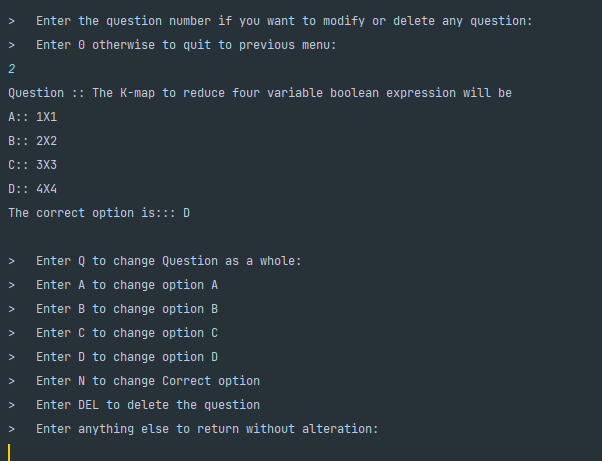 >   Enter the question number if you want to modify or delete any question:
>   Enter 0 otherwise to quit to previous menu:
2
Question :: The K-map to reduce four variable boolean expression will be
A:: 1X1
B:: 2X2
C:: 3X3
D:: 4X4
The correct option is::: D
>   Enter Q to change Question as a whole:
>   Enter A to change option A
>   Enter B to change option B
>   Enter C to change option C
>   Enter D to change option D
>   Enter N to change Correct option
>   Enter DEL to delete the question
>   Enter anything else to return without alteration: